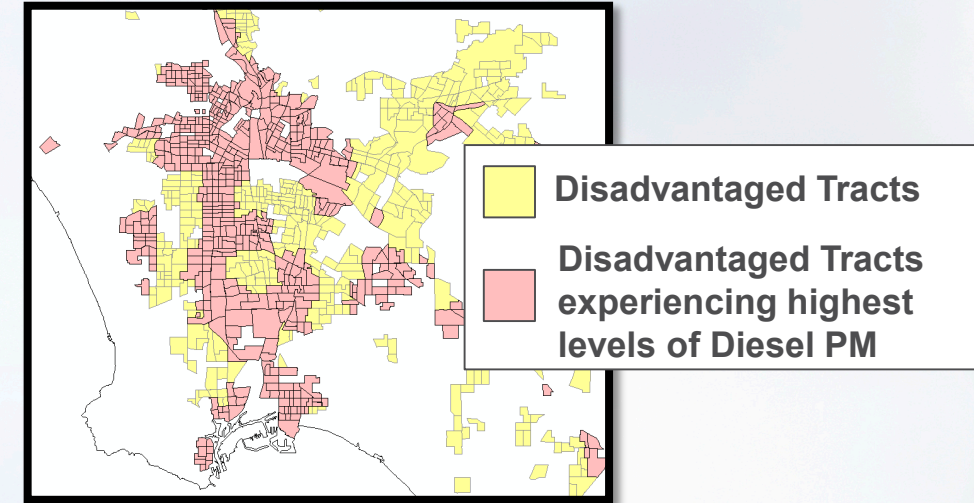 Disadvantaged Tracts
Disadvantaged Tracts
experiencing highest
levels of Diesel PM